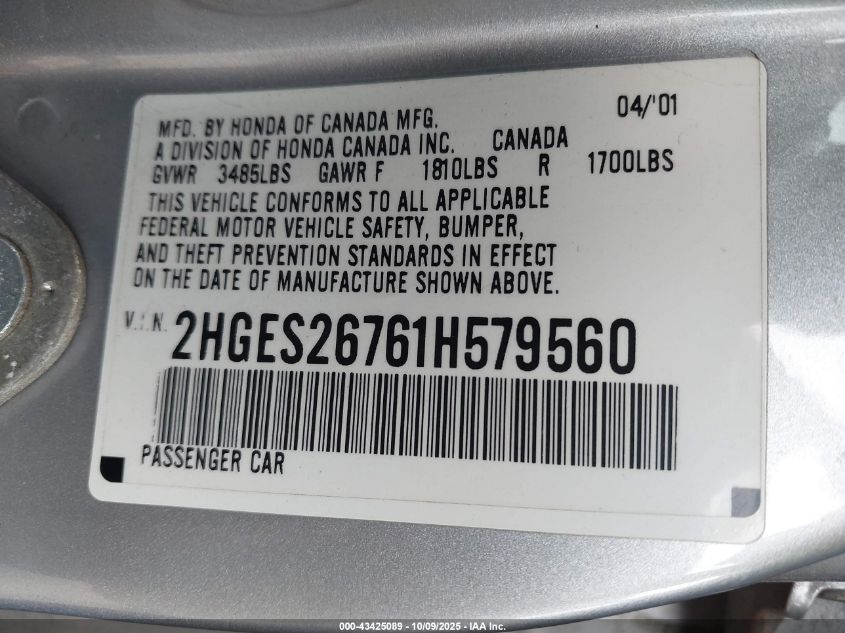 04/'01
MFD. BY HONDA OF CANADA MFG.
A DIVISION OF HONDA CANADA INC. CANADA
GVWR 3485LBS GAWR F 1810LBS R 1700LBS
THIS VEHICLE CONFORMS TO ALL APPLICABLE
FEDERAL MOTOR VEHICLE SAFETY, BUMPER,
AND THEFT PREVENTION STANDARDS IN EFFECT
ON THE DATE OF MANUFACTURE SHOWN ABOVE.
V.I.N. 2HGES26761H579560
PASSENGER CAR
000-43425089 - 10/09/2025 - IAA Inc.